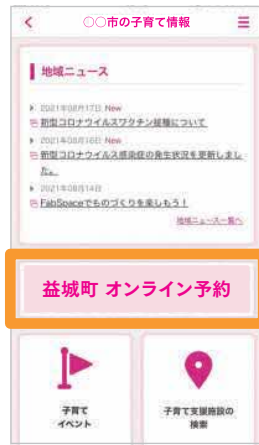 ○○市の子育て情報
地域ニュース
2021年08月17日 New
新型コロナウイルスワクチン接種について
2021年08月16日 New
新型コロナウイルス感染症の発生状況を更新しまし
た。
2021年08月14日
FabSpaceでものづくりを楽しもう!
地域ニュース一覧へ
益城町 オンライン予約
子育て
イベント
子育て支援施設の
検索